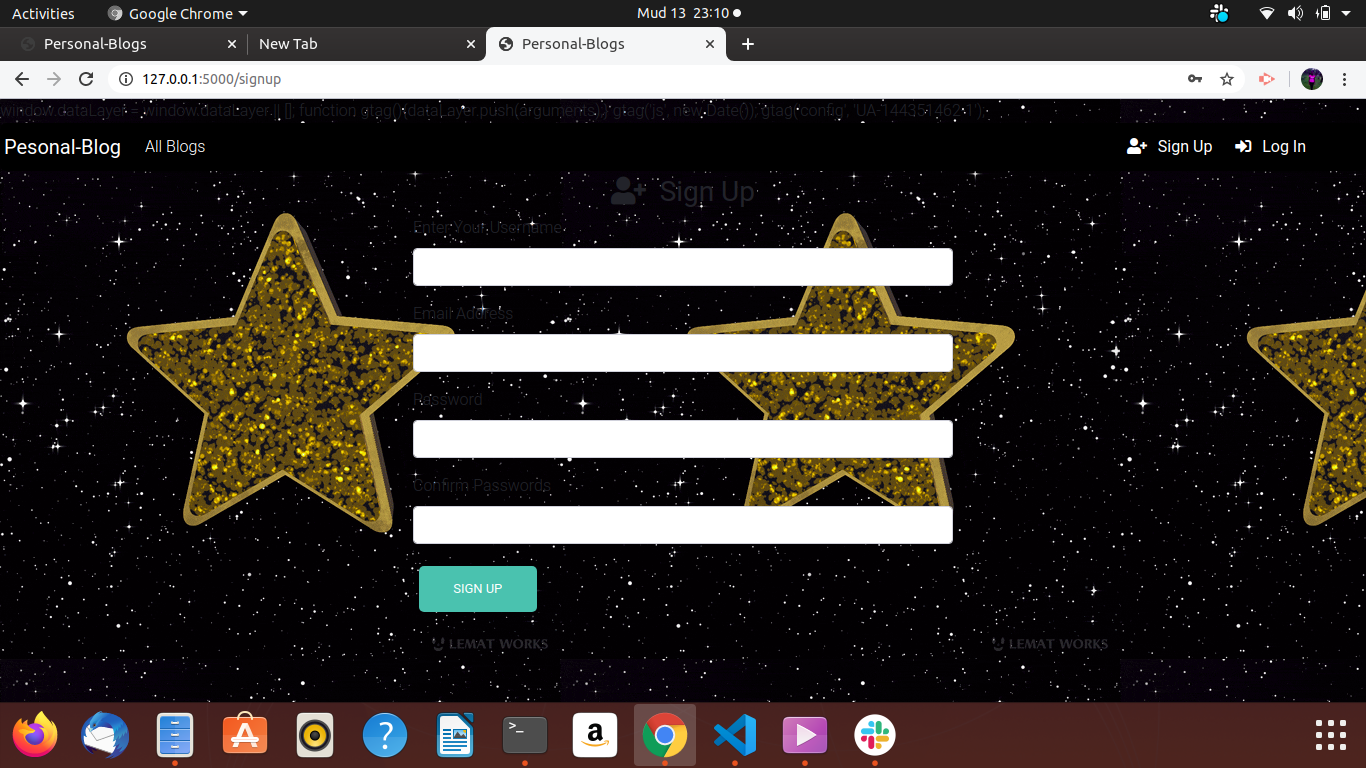 Activities Google Chrome Mud 13 23:10
Personal-Blogs New Tab Personal-Blogs
127.0.0.1:5000/signup
window.dataLayer = window.dataLayer || []; function gtag(){dataLayer.push(arguments);} gtag('js', new Date()); gtag('config', 'UA-144351462-1');
Pesonal-Blog All Blogs Sign Up Log In
Sign Up
Enter Your Username
Email Address
Password
Confirm Passwords
SIGN UP
LEMAT WORKS LEMAT WORKS